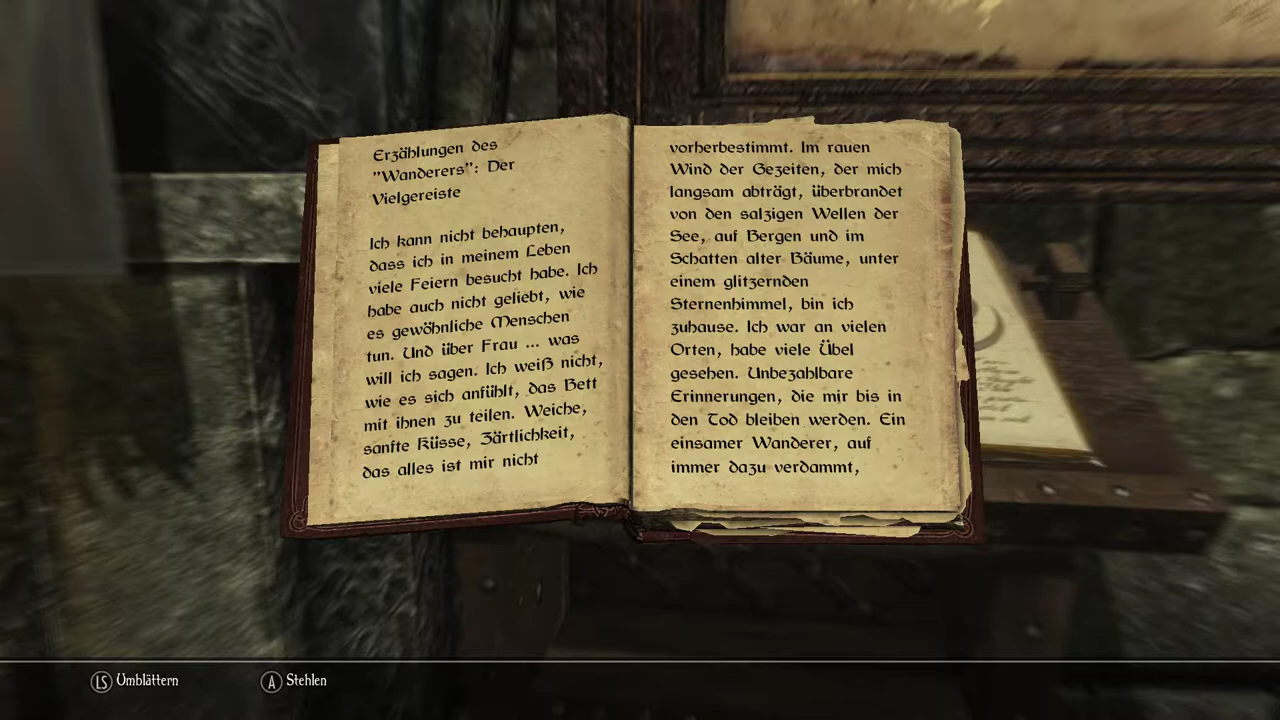 Erzählungen des
"Wanderers": Der
Vielgereiste
Ich kann nicht behaupten,
dass ich in meinem Leben
viele Feiern besucht habe. Ich
habe auch nicht geliebt, wie
es gewöhnliche Menschen
tun. Und über Frau ... was
will ich sagen. Ich weiß nicht,
wie es sich anfühlt, das Bett
mit ihnen zu teilen. Weiche,
sanfte Küsse, Zärtlichkeit,
das alles ist mir nicht
vorherbestimmt. Im rauen
Wind der Gezeiten, der mich
langsam abträgt, überbrandet
von den salzigen Wellen der
See, auf Bergen und im
Schatten alter Bäume, unter
einem glitzernden
Sternenhimmel, bin ich
zuhause. Ich war an vielen
Orten, habe viele Übel
gesehen. Unbezahlbare
Erinnerungen, die mir bis in
den Tod bleiben werden. Ein
einsamer Wanderer, auf
immer dazu verdammt,
LS Umblättern
A Stehlen